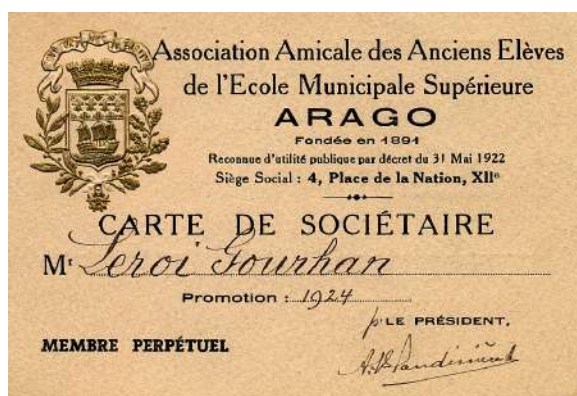 Association Amicale des Anciens Elèves
de l'Ecole Municipale Supérieure
ARAGO
Fondée en 1891
Reconnue d'utilité publique par décret du 31 Mai 1922
Siège Social : 4, Place de la Nation, XIIe
CARTE DE SOCIÉTAIRE
Mr Leroi Gourhan
Promotion : 1924
pr LE PRÉSIDENT,
MEMBRE PERPÉTUEL